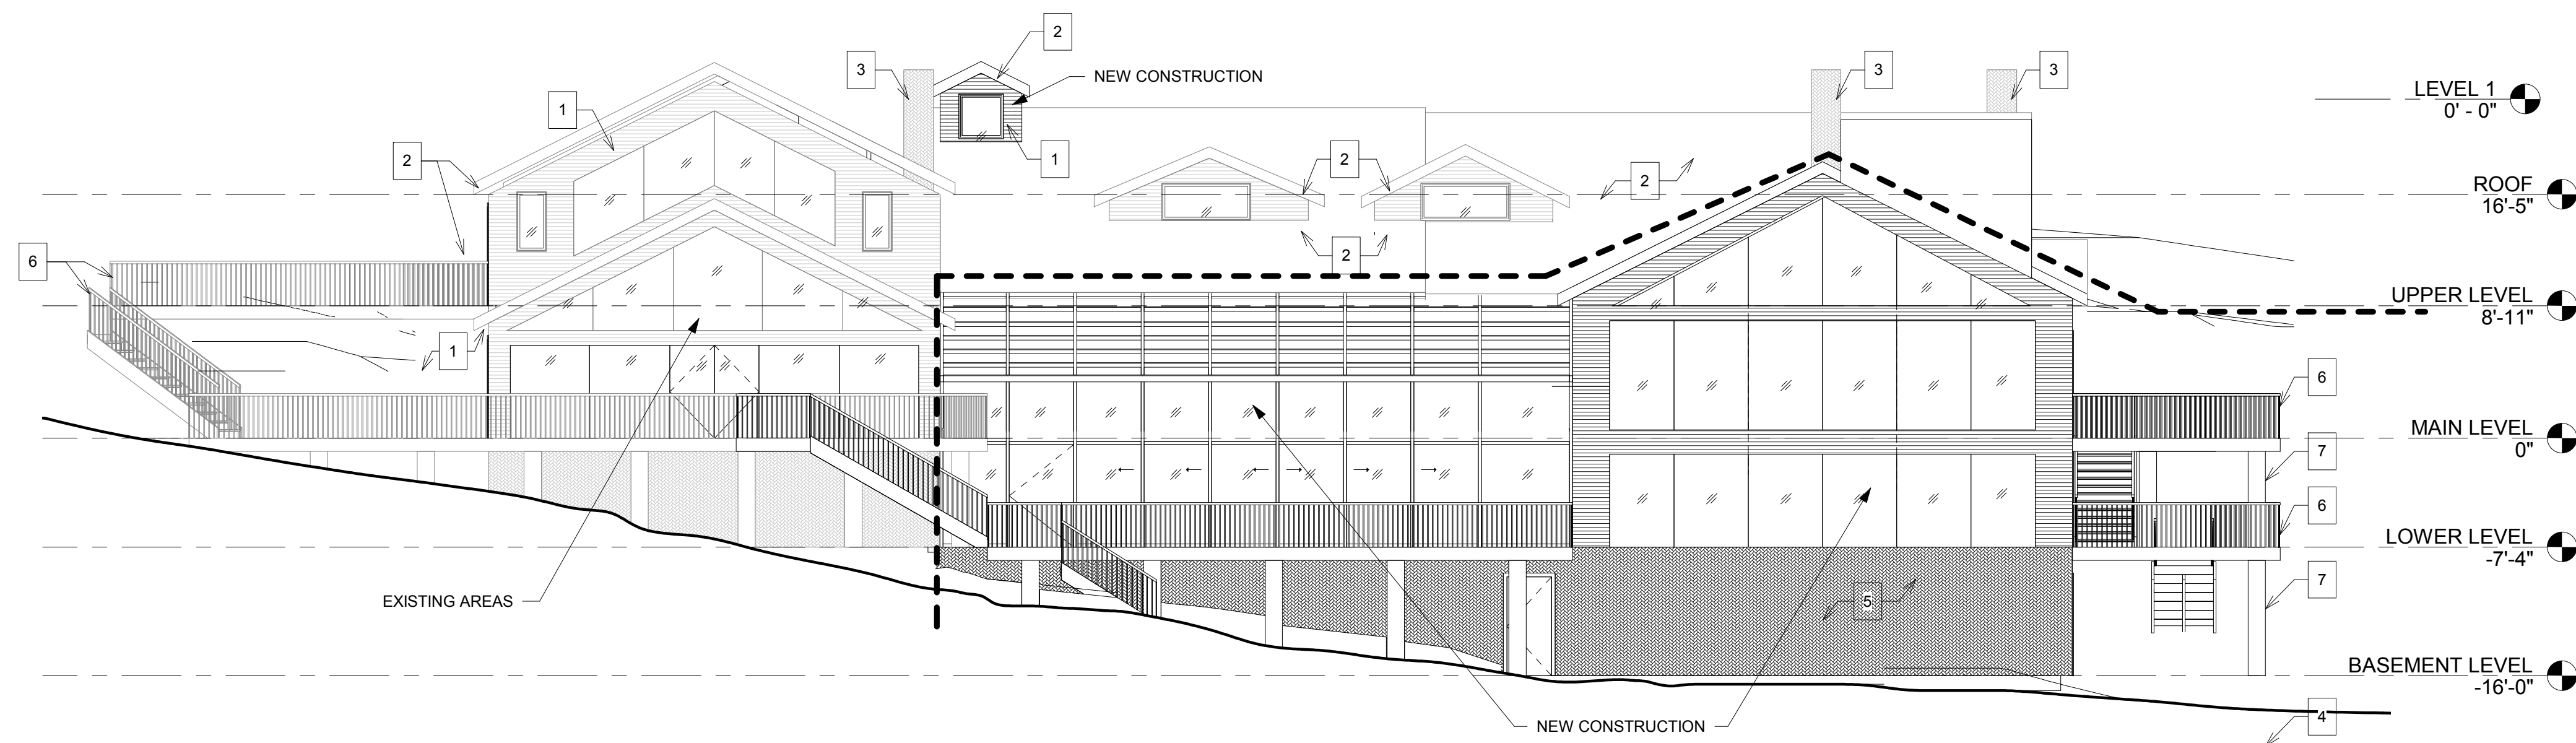 2
NEW CONSTRUCTION
3
3
3
LEVEL 1
0' - 0"
1
2
1
2
2
ROOF
16'-5"
6
2
UPPER LEVEL
8'-11"
1
6
MAIN LEVEL
0"
7
6
LOWER LEVEL
-7'-4"
7
EXISTING AREAS
5
BASEMENT LEVEL
-16'-0"
NEW CONSTRUCTION
4